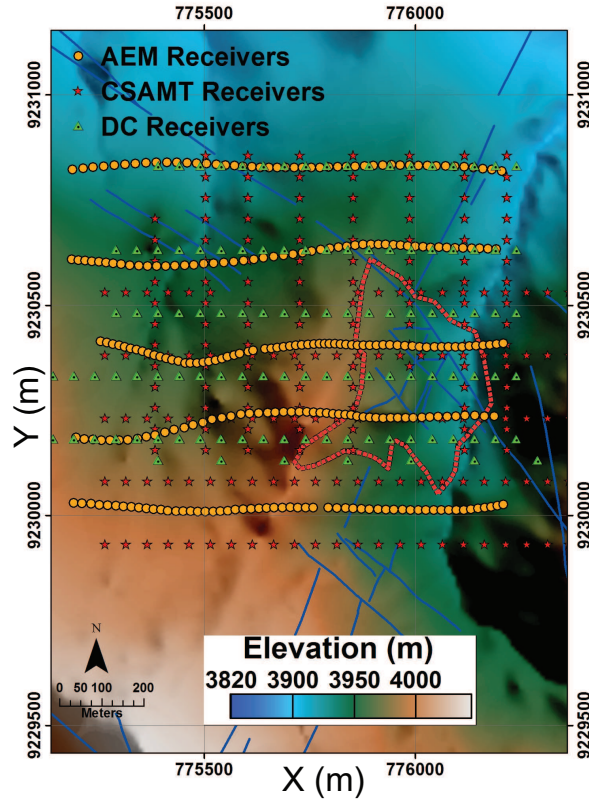 775500 776000
AEM Receivers
CSAMT Receivers
DC Receivers
9231000 9231000
9230500 9230500
Y (m)
9230000 9230000
9229500 9229500
N
0 50 100 200
Meters
Elevation (m)
3820 3900 3950 4000
775500 776000
X (m)